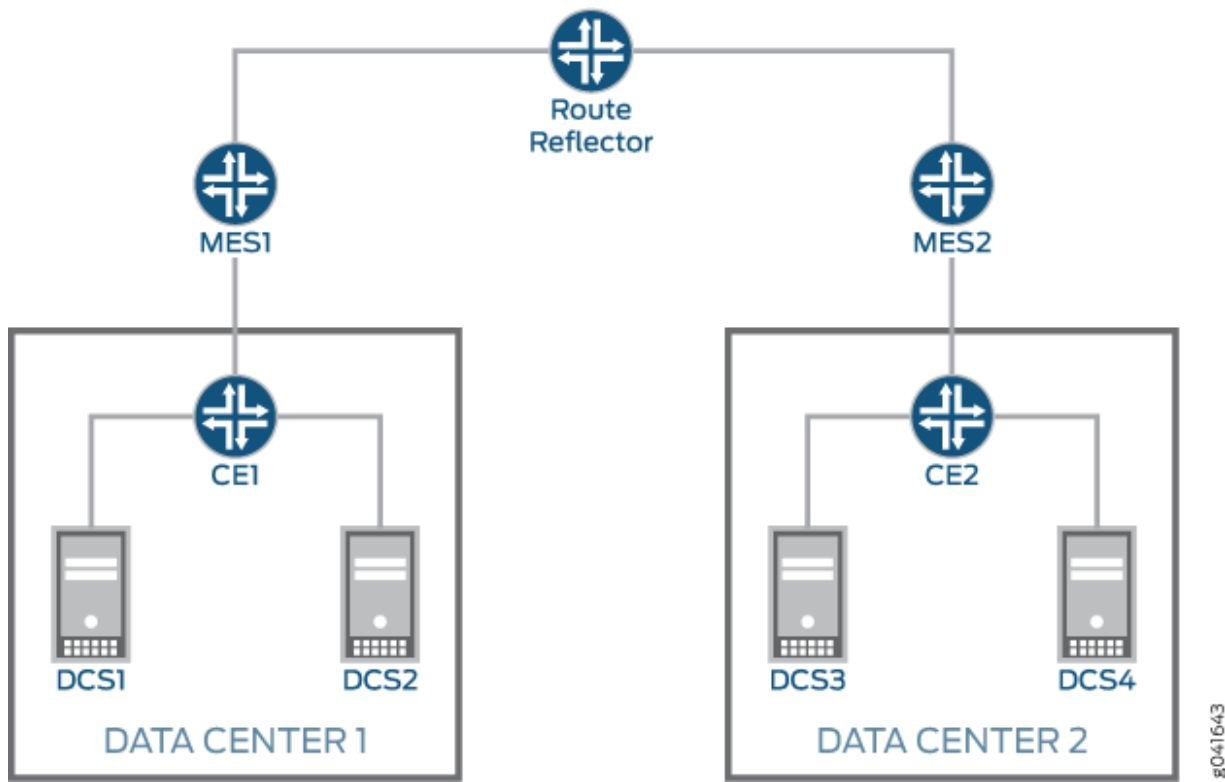 Route
Reflector
MES1
MES2
CE1
CE2
DCS1
DCS2
DCS3
DCS4
DATA CENTER 1
DATA CENTER 2
g041643